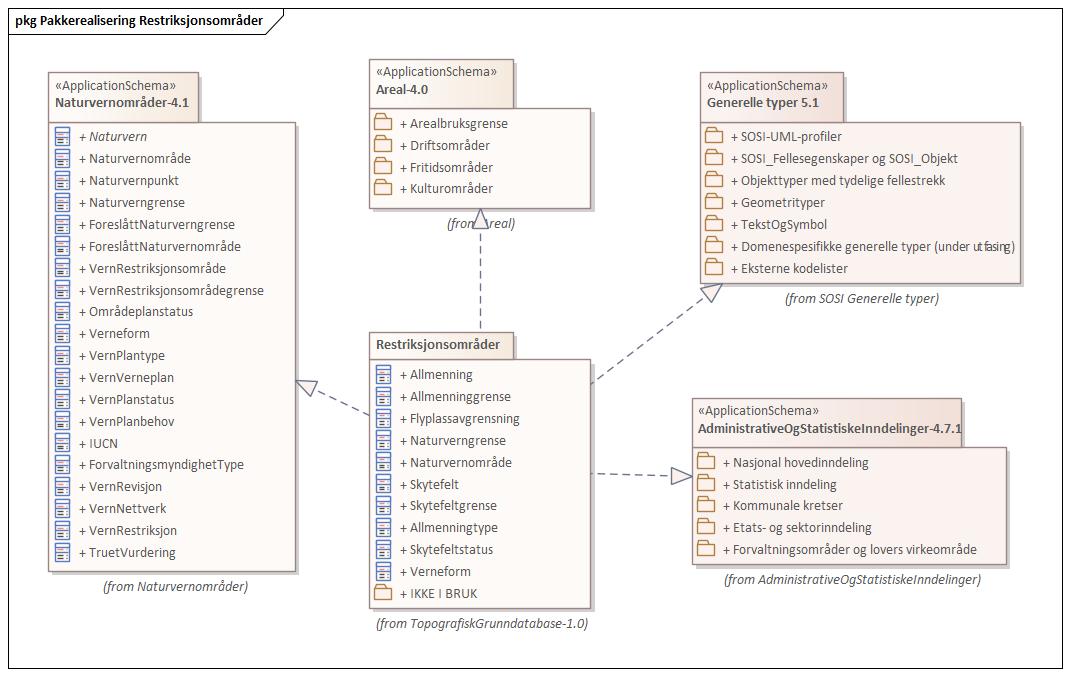 pkg Pakkerealisering Restriksjonsområder
«ApplicationSchema»
Naturvernområder-4.1
+ Naturvern
+ Naturvernområde
+ Naturvernpunkt
+ Naturverngrense
+ ForeslåttNaturverngrense
+ ForeslåttNaturvernområde
+ VernRestriksjonsområde
+ VernRestriksjonsområdegrense
+ Områdeplanstatus
+ Verneform
+ VernPlantype
+ VernVerneplan
+ VernPlanstatus
+ VernPlanbehov
+ IUCN
+ ForvaltningsmyndighetType
+ VernRevisjon
+ VernNettverk
+ VernRestriksjon
+ TruetVurdering
(from Naturvernområder)
«ApplicationSchema»
Areal-4.0
+ Arealbruksgrense
+ Driftsområder
+ Fritidsområder
+ Kulturområder
(from Areal)
Restriksjonsområder
+ Allmenning
+ Allmenninggrense
+ Flyplassavgrensning
+ Naturverngrense
+ Naturvernområde
+ Skytefelt
+ Skytefeltgrense
+ Allmenningtype
+ Skytefeltstatus
+ Verneform
+ IKKE I BRUK
(from TopografiskGrunndatabase-1.0)
«ApplicationSchema»
Generelle typer 5.1
+ SOSI-UML-profiler
+ SOSI_Fellesegenskaper og SOSI_Objekt
+ Objekttyper med tydelige fellestrekk
+ Geometrityper
+ TekstOgSymbol
+ Domenespesifikke generelle typer (under utfasing)
+ Eksterne kodelister
(from SOSI Generelle typer)
«ApplicationSchema»
AdministrativeOgStatistiskeInndelinger-4.7.1
+ Nasjonal hovedinndeling
+ Statistisk inndeling
+ Kommunale kretser
+ Etats- og sektorinndeling
+ Forvaltningsområder og lovers virkeområde
(from AdministrativeOgStatistiskeInndelinger)